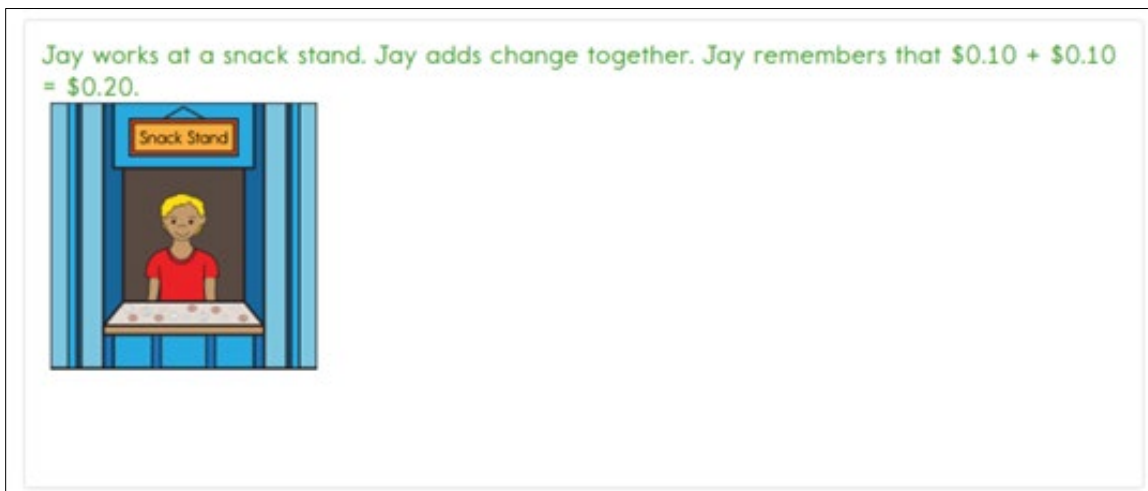 Jay works at a snack stand. Jay adds change together. Jay remembers that $0.10 + $0.10
= $0.20.
Snack Stand